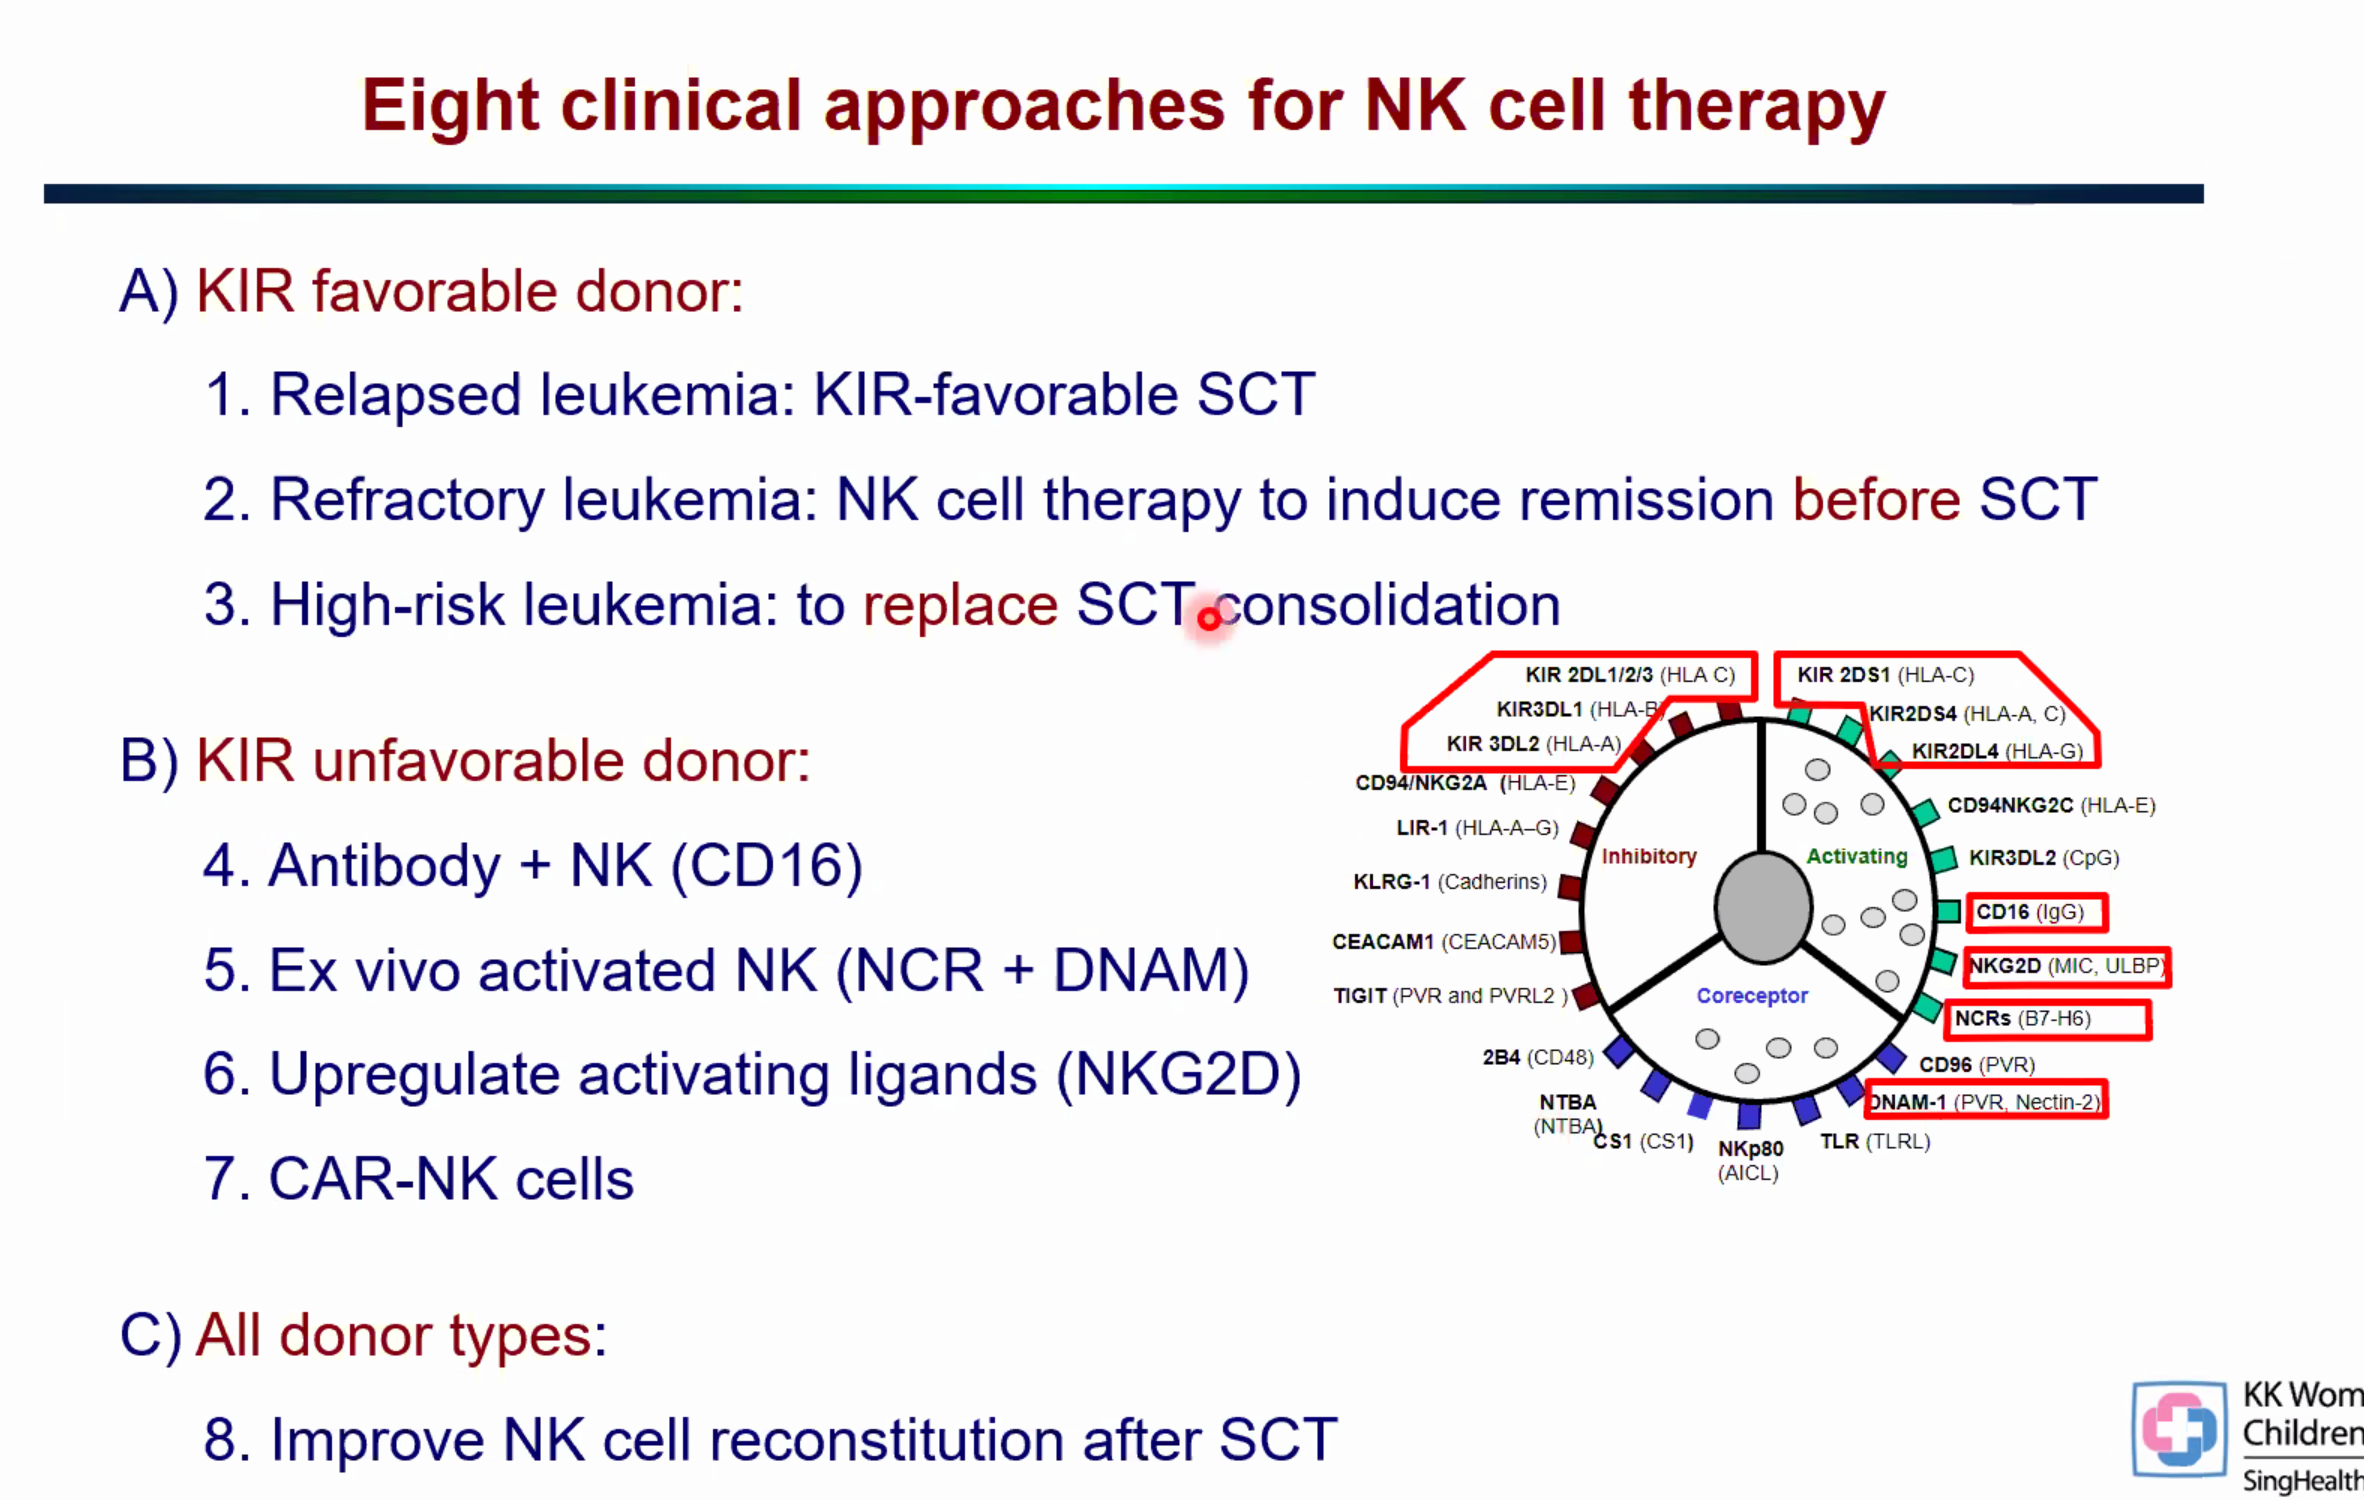 Eight clinical approaches for NK cell therapy
A) KIR favorable donor:
1. Relapsed leukemia: KIR-favorable SCT
2. Refractory leukemia: NK cell therapy to induce remission before SCT
3. High-risk leukemia: to replace SCT consolidation
B) KIR unfavorable donor:
4. Antibody + NK (CD16)
5. Ex vivo activated NK (NCR + DNAM)
6. Upregulate activating ligands (NKG2D)
7. CAR-NK cells
C) All donor types:
8. Improve NK cell reconstitution after SCT
KIR 2DL1/2/3 (HLA C)
KIR3DL1 (HLA-B)
KIR 3DL2 (HLA-A)
CD94/NKG2A (HLA-E)
LIR-1 (HLA-A–G)
KLRG-1 (Cadherins)
CEACAM1 (CEACAM5)
TIGIT (PVR and PVRL2 )
Inhibitory
Activating
Coreceptor
KIR 2DS1 (HLA-C)
KIR2DS4 (HLA-A, C)
KIR2DL4 (HLA-G)
CD94NKG2C (HLA-E)
KIR3DL2 (CpG)
CD16 (IgG)
NKG2D (MIC, ULBP)
NCRs (B7-H6)
CD96 (PVR)
DNAM-1 (PVR, Nectin-2)
TLR (TLRL)
NKp80
(AICL)
CS1 (CS1)
NTBA
(NTBA)
2B4 (CD48)
KK Wom
Children
SingHealth